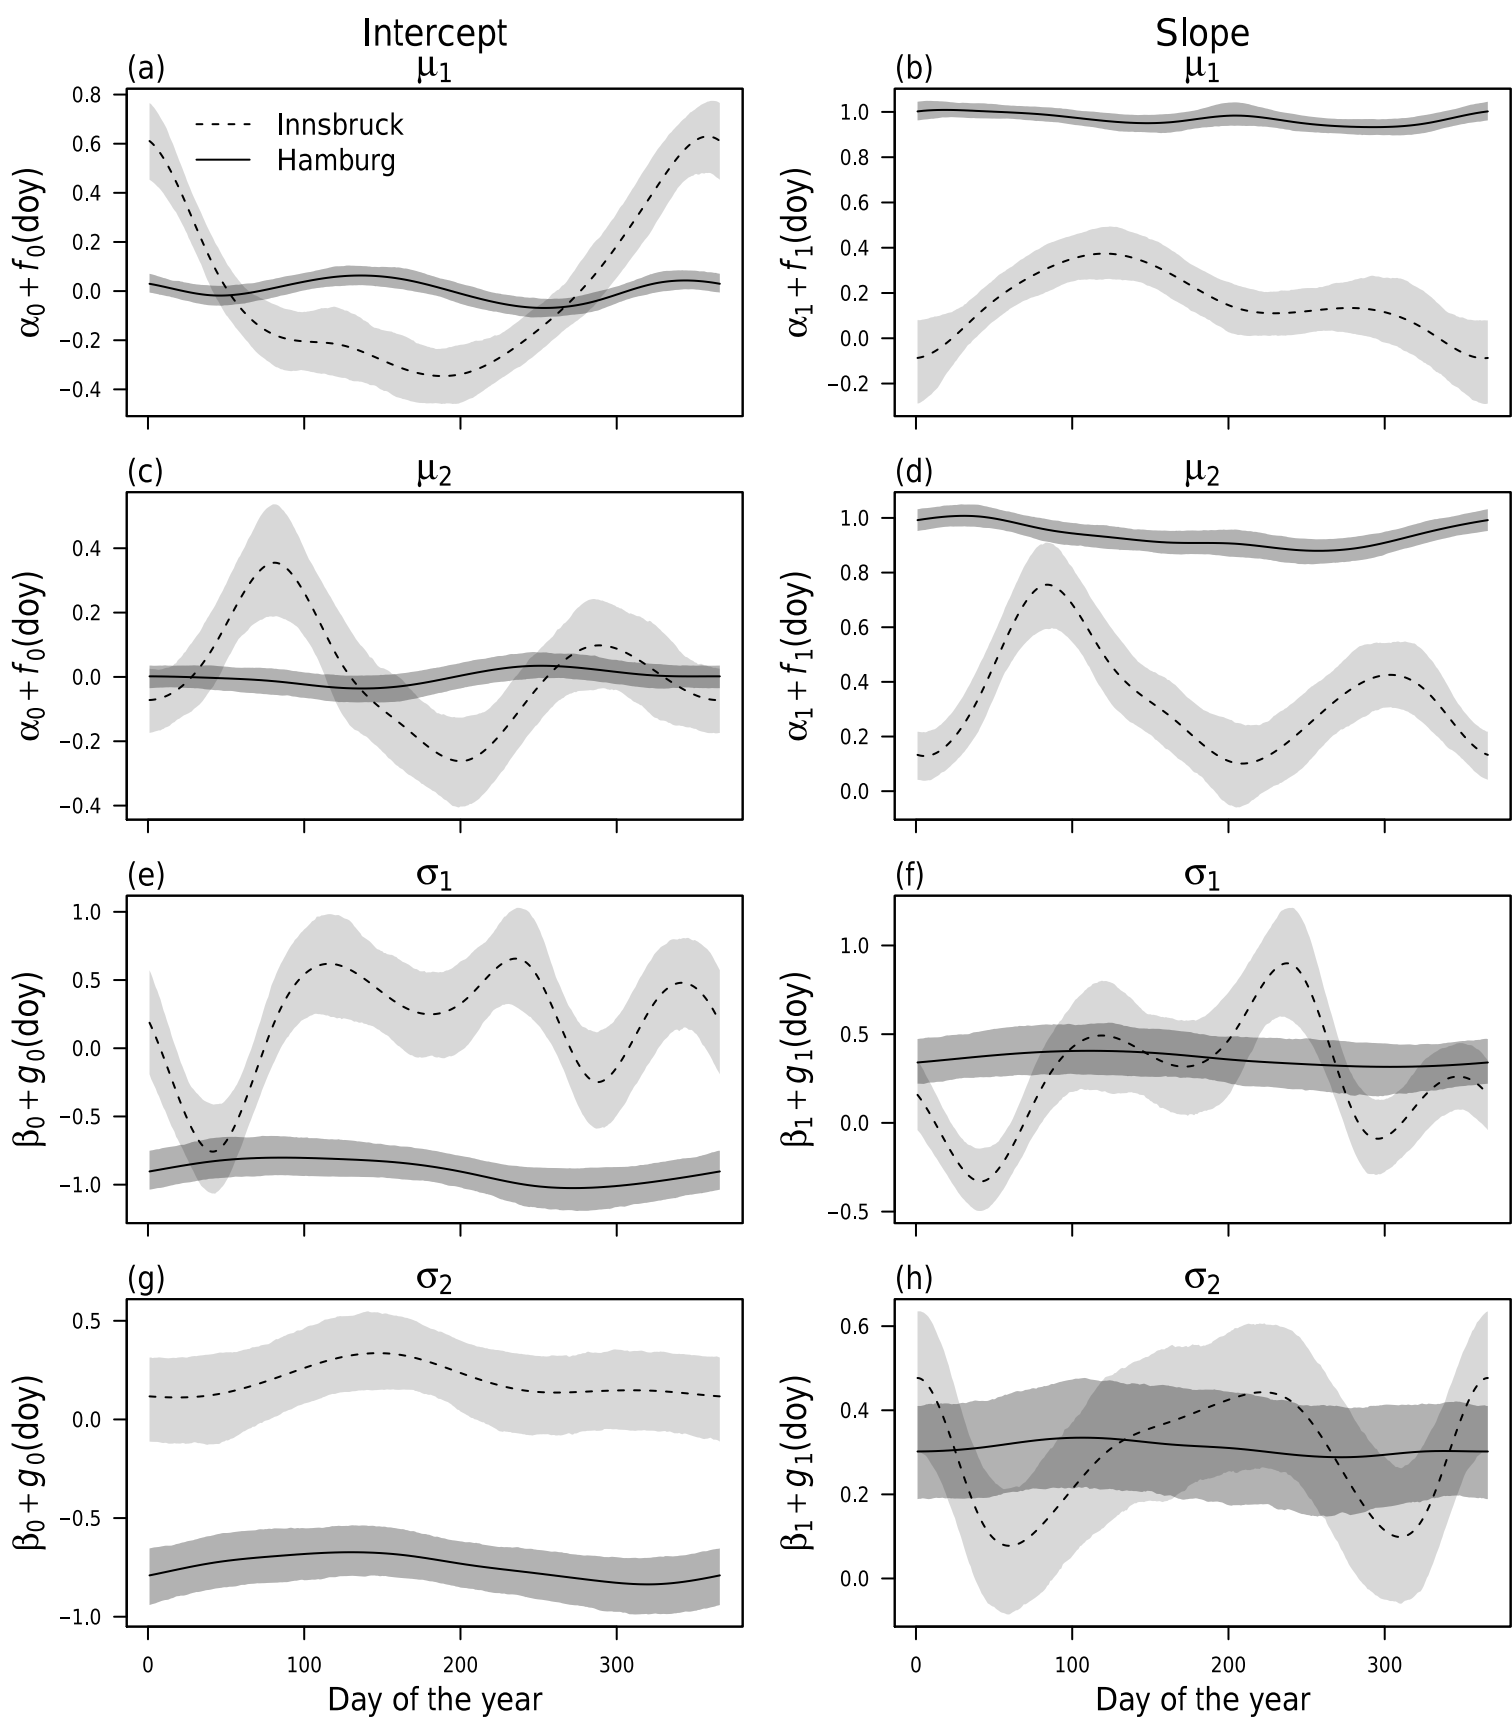 Intercept
Slope
(a) μ1
0.8
0.6
0.4
0.2
0.0
−0.2
−0.4
α0 + f0(doy)
Innsbruck
Hamburg
(b) μ1
1.0
0.8
0.6
0.4
0.2
0.0
−0.2
α1 + f1(doy)
(c) μ2
0.4
0.2
0.0
−0.2
−0.4
α0 + f0(doy)
(d) μ2
1.0
0.8
0.6
0.4
0.2
0.0
α1 + f1(doy)
(e) σ1
1.0
0.5
0.0
−0.5
−1.0
β0 + g0(doy)
(f) σ1
1.0
0.5
0.0
−0.5
β1 + g1(doy)
(g) σ2
0.5
0.0
−0.5
−1.0
β0 + g0(doy)
0 100 200 300
Day of the year
(h) σ2
0.6
0.4
0.2
0.0
β1 + g1(doy)
0 100 200 300
Day of the year